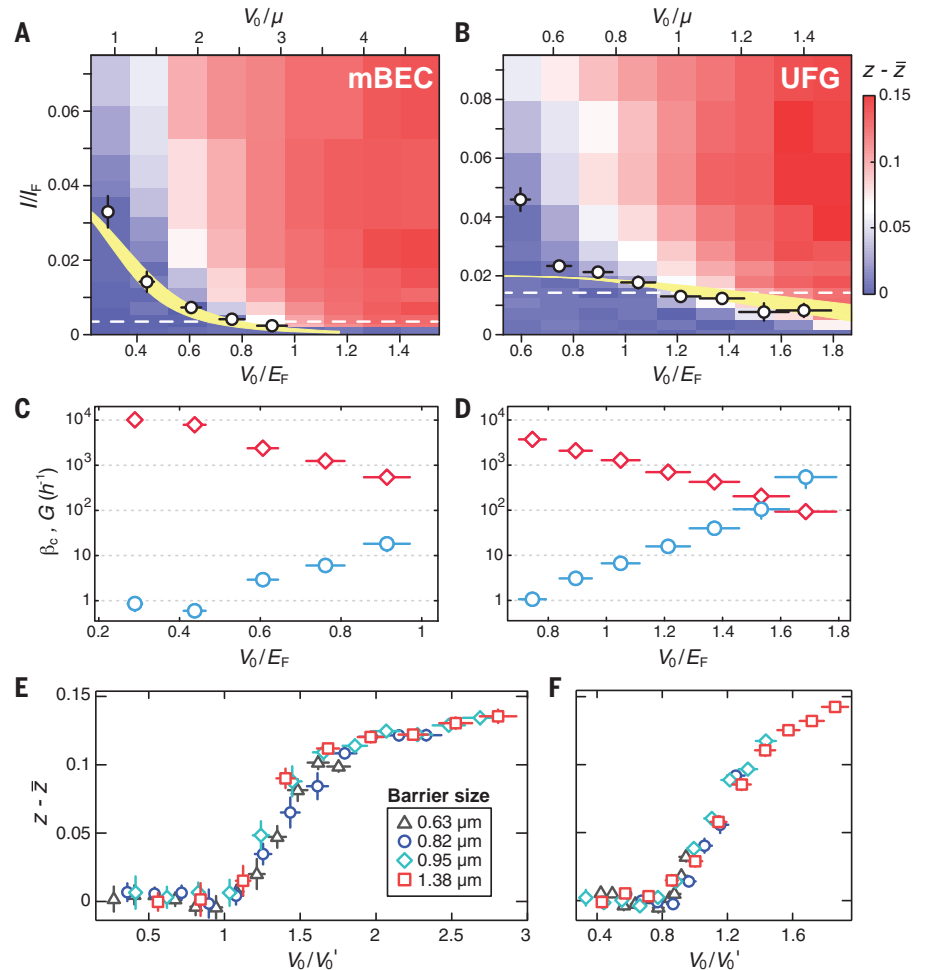 A
V₀/μ
1 2 3 4
mBEC
I/I_F
0.06
0.04
0.02
0
0.4 0.6 0.8 1 1.2 1.4
V₀/E_F
B
V₀/μ
0.6 0.8 1 1.2 1.4
UFG
0.08
0.06
0.04
0.02
0
0.6 0.8 1 1.2 1.4 1.6 1.8
V₀/E_F
z - z̅
0.15
0.1
0.05
0
C
β_c , G (h⁻¹)
10⁴
10³
10²
10
1
0.2 0.4 0.6 0.8 1
V₀/E_F
D
0.8 1 1.2 1.4 1.6 1.8
V₀/E_F
E
z - z̅
0.15
0.1
0.05
0
0.5 1 1.5 2 2.5 3
V₀/V₀'
Barrier size
0.63 μm
0.82 μm
0.95 μm
1.38 μm
F
0.4 0.8 1.2 1.6
V₀/V₀'